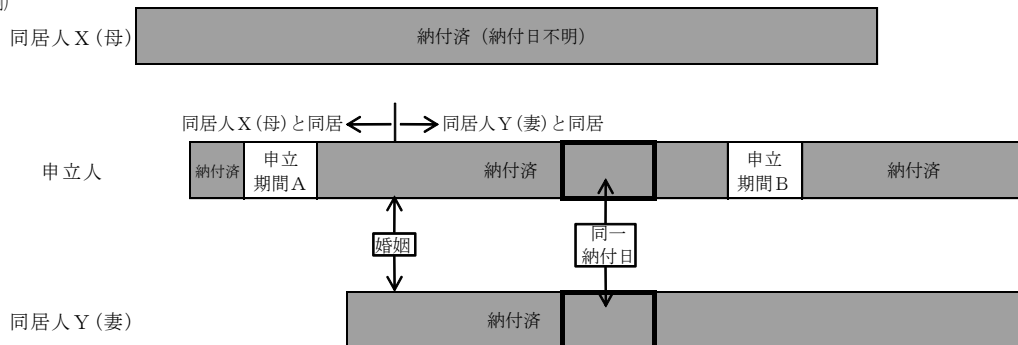 同居人Ｘ(母)
納付済（納付日不明）
同居人Ｘ(母)と同居
同居人Ｙ(妻)と同居
申立人
納付済
申立
期間Ａ
納付済
申立
期間Ｂ
納付済
婚姻
同一
納付日
同居人Ｙ(妻)
納付済